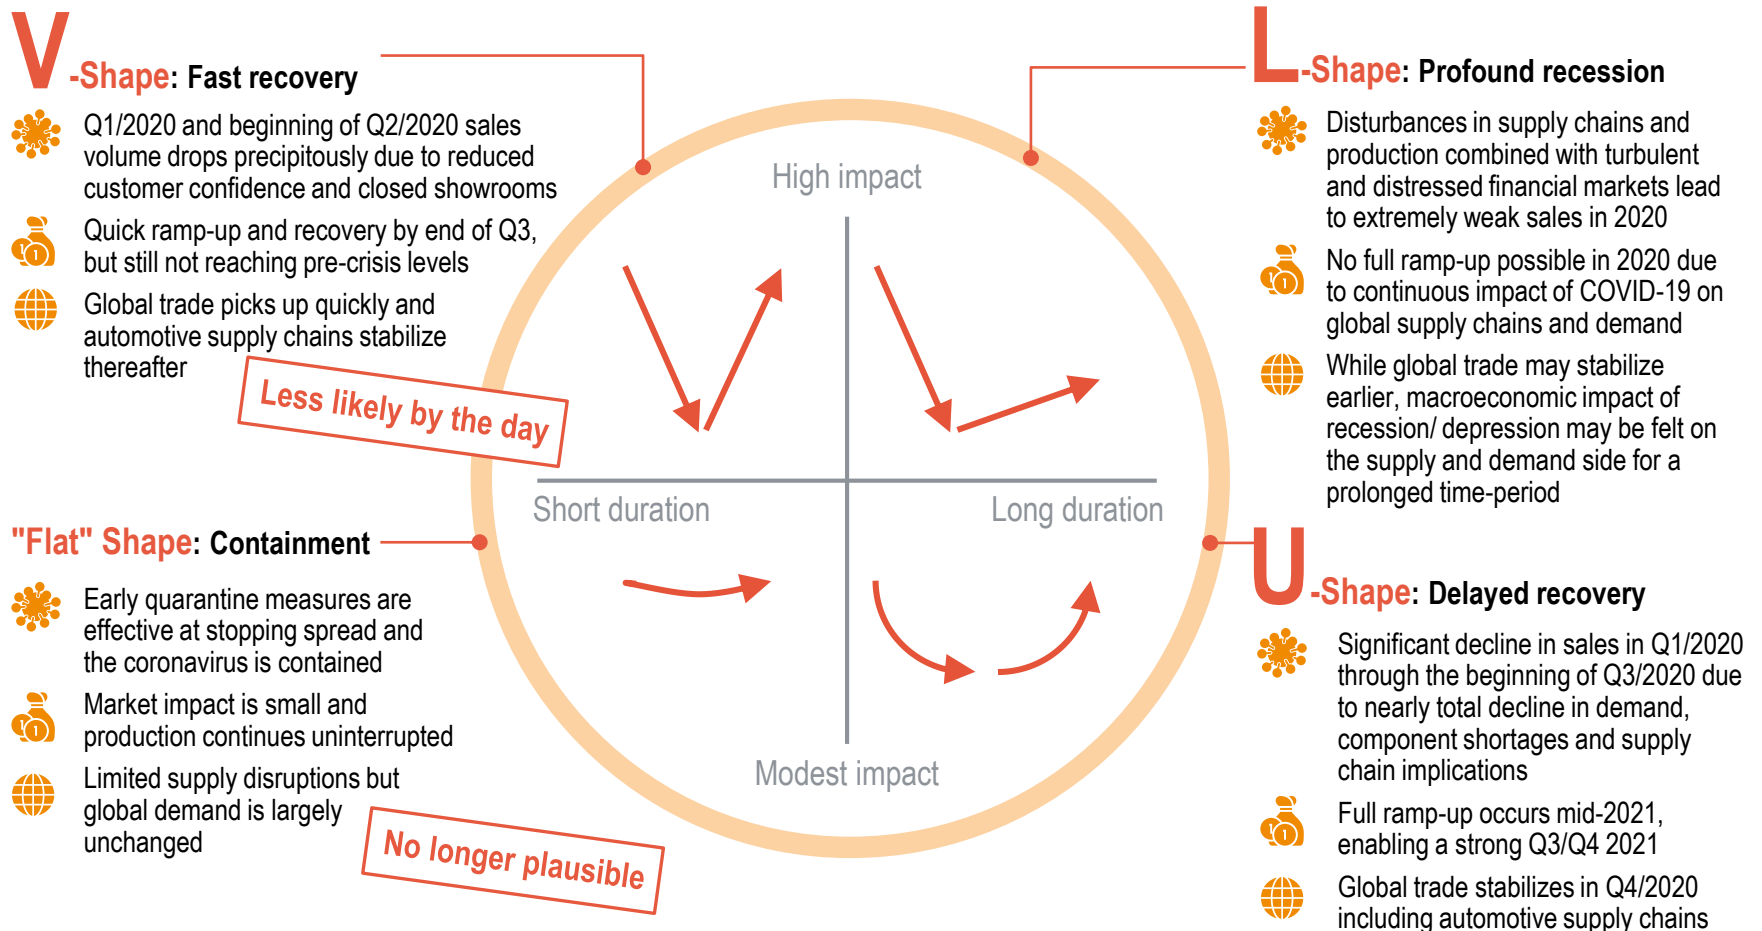 V-Shape: Fast recovery
Q1/2020 and beginning of Q2/2020 sales
volume drops precipitously due to reduced
customer confidence and closed showrooms
Quick ramp-up and recovery by end of Q3,
but still not reaching pre-crisis levels
Global trade picks up quickly and
automotive supply chains stabilize
thereafter
Less likely by the day
"Flat" Shape: Containment
Early quarantine measures are
effective at stopping spread and
the coronavirus is contained
Market impact is small and
production continues uninterrupted
Limited supply disruptions but
global demand is largely
unchanged
No longer plausible
High impact
Short duration
Long duration
Modest impact
L-Shape: Profound recession
Disturbances in supply chains and
production combined with turbulent
and distressed financial markets lead
to extremely weak sales in 2020
No full ramp-up possible in 2020 due
to continuous impact of COVID-19 on
global supply chains and demand
While global trade may stabilize
earlier, macroeconomic impact of
recession/ depression may be felt on
the supply and demand side for a
prolonged time-period
U-Shape: Delayed recovery
Significant decline in sales in Q1/2020
through the beginning of Q3/2020 due
to nearly total decline in demand,
component shortages and supply
chain implications
Full ramp-up occurs mid-2021,
enabling a strong Q3/Q4 2021
Global trade stabilizes in Q4/2020
including automotive supply chains